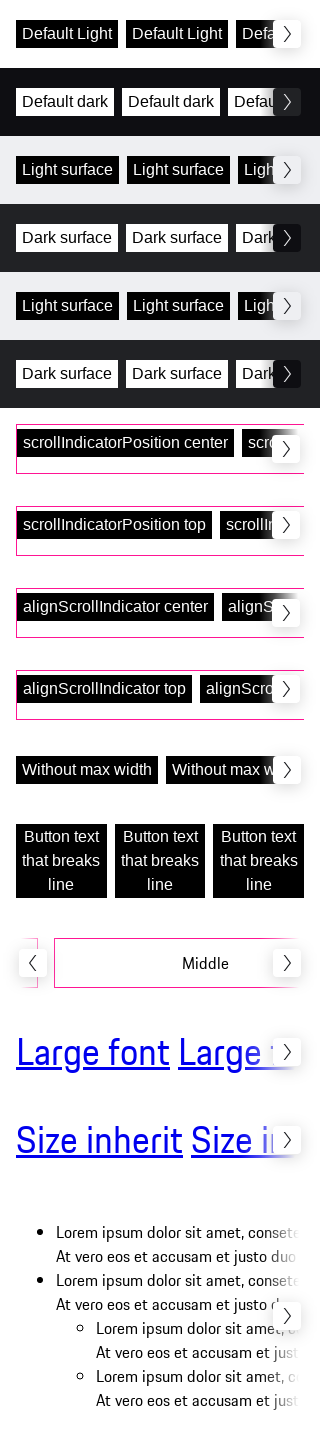 Default Light Default Light Defa
Default dark Default dark Defau
Light surface Light surface Ligh
Dark surface Dark surface Dark
Light surface Light surface Ligh
Dark surface Dark surface Dark
scrollIndicatorPosition center scro
scrollIndicatorPosition top scrollIn
alignScrollIndicator center alignS
alignScrollIndicator top alignScro
Without max width Without max w
Button text Button text Button text
that breaks that breaks that breaks
line line line
Middle
Large font Large f
Size inherit Size in
Lorem ipsum dolor sit amet, consete
At vero eos et accusam et justo duo
Lorem ipsum dolor sit amet, consete
At vero eos et accusam et justo d
Lorem ipsum dolor sit amet, c
At vero eos et accusam et just
Lorem ipsum dolor sit amet, co
At vero eos et accusam et just